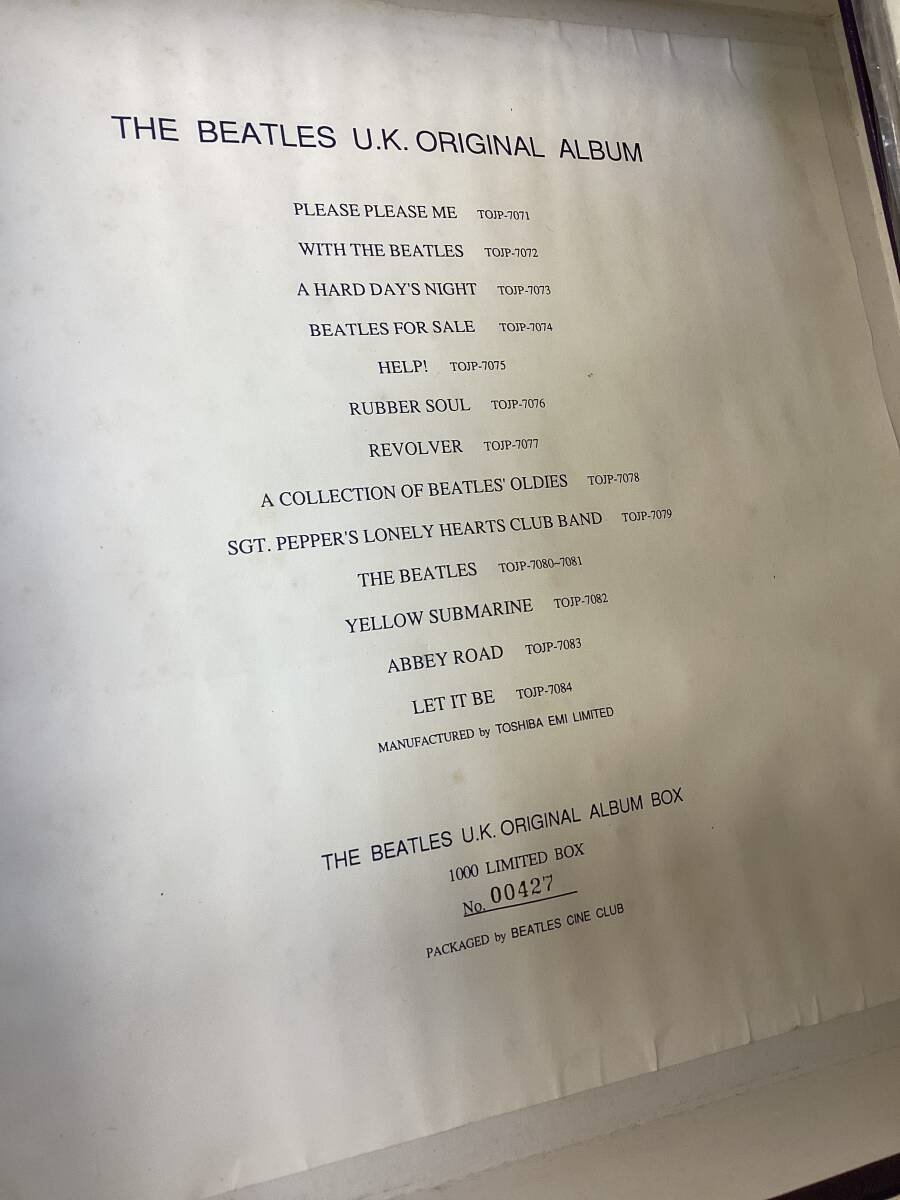 THE BEATLES U.K. ORIGINAL ALBUM
PLEASE PLEASE ME TOJP-7071
WITH THE BEATLES TOJP-7072
A HARD DAY'S NIGHT TOJP-7073
BEATLES FOR SALE TOJP-7074
HELP! TOJP-7075
RUBBER SOUL TOJP-7076
REVOLVER TOJP-7077
A COLLECTION OF BEATLES' OLDIES TOJP-7078
SGT. PEPPER'S LONELY HEARTS CLUB BAND TOJP-7079
THE BEATLES TOJP-7080~7081
YELLOW SUBMARINE TOJP-7082
ABBEY ROAD TOJP-7083
LET IT BE TOJP-7084
MANUFACTURED by TOSHIBA EMI LIMITED
THE BEATLES U.K. ORIGINAL ALBUM BOX
1000 LIMITED BOX
No. 00427
PACKAGED by BEATLES CINE CLUB